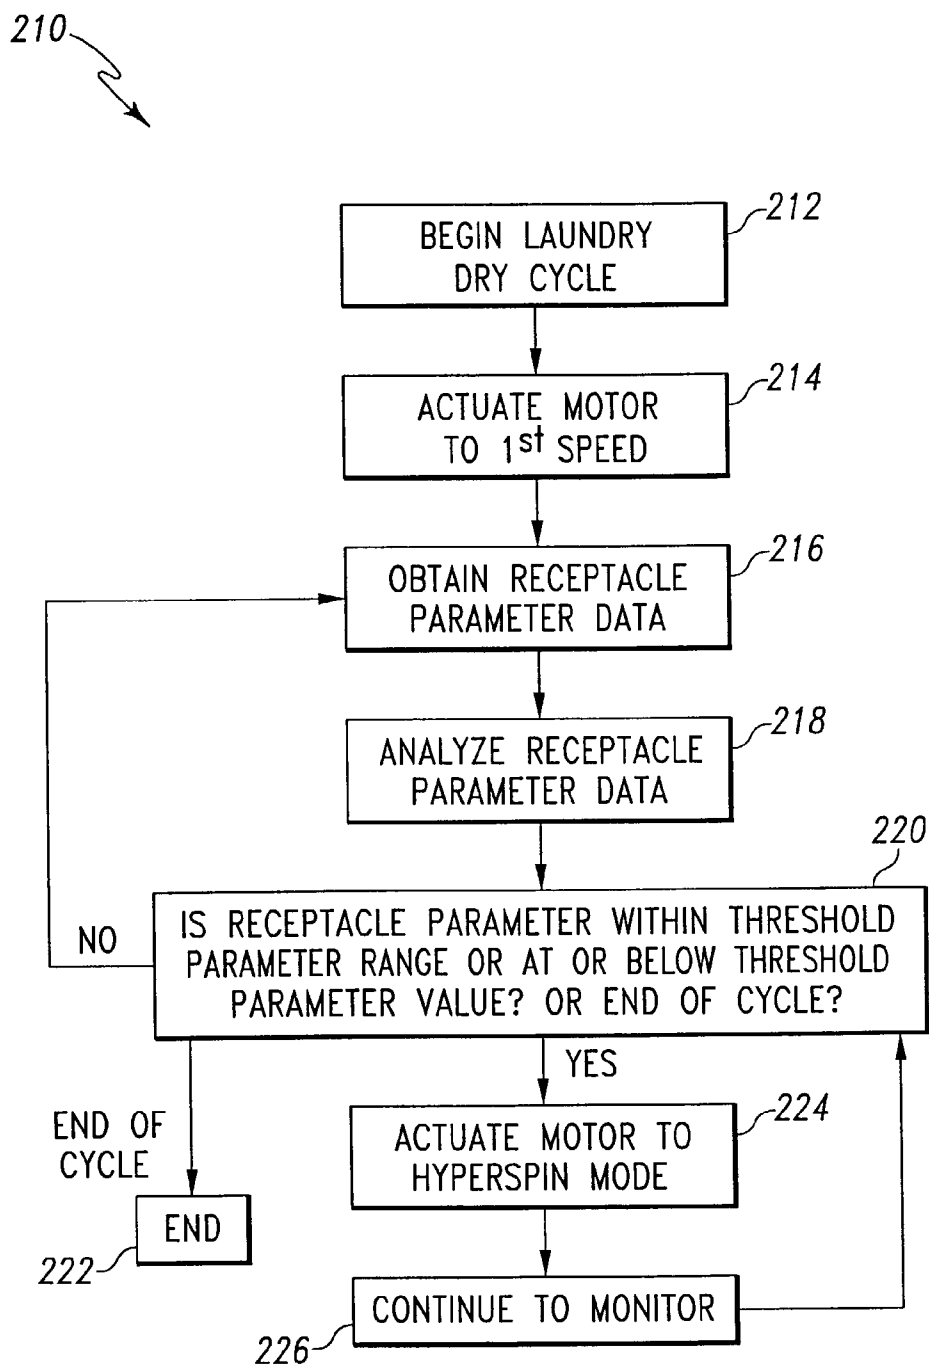 210
212
BEGIN LAUNDRY
DRY CYCLE
214
ACTUATE MOTOR
TO 1st SPEED
216
OBTAIN RECEPTACLE
PARAMETER DATA
218
ANALYZE RECEPTACLE
PARAMETER DATA
220
IS RECEPTACLE PARAMETER WITHIN THRESHOLD
PARAMETER RANGE OR AT OR BELOW THRESHOLD
PARAMETER VALUE? OR END OF CYCLE?
NO
YES
END OF
CYCLE
224
ACTUATE MOTOR TO
HYPERSPIN MODE
END
222
CONTINUE TO MONITOR
226